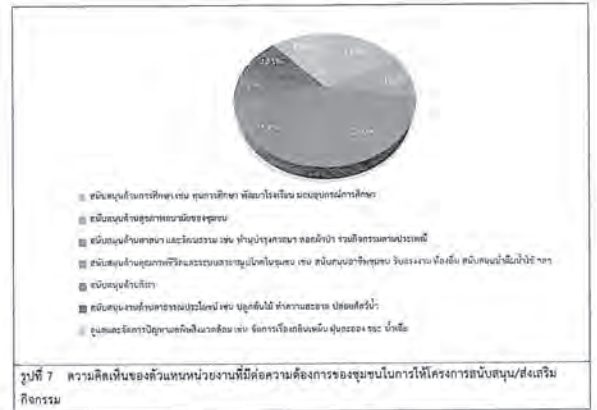 สนับสนุนด้านการศึกษา เช่น ทุนการศึกษา พัฒนาโรงเรียน มอบอุปกรณ์การศึกษา
สนับสนุนด้านสุขภาพอนามัยของชุมชน
สนับสนุนด้านศาสนา และวัฒนธรรม เช่น ทำนุบำรุงศาสนา ทอดผ้าป่า ร่วมกิจกรรมตามประเพณี
สนับสนุนด้านคุณภาพชีวิตและระบบสาธารณูปโภคในชุมชน เช่น สนับสนุนอาชีพชุมชน รับแรงงาน ท้องถิ่น สนับสนุนน้ำดื่มน้ำใช้ ฯลฯ
สนับสนุนด้านกีฬา
สนับสนุนงานด้านสาธารณประโยชน์ เช่น ปลูกต้นไม้ ทำความสะอาด ปล่อยสัตว์น้ำ
ดูแลและจัดการปัญหามลพิษสิ่งแวดล้อม เช่น จัดการเรื่องกลิ่นเหม็น ฝุ่นละออง ขยะ น้ำเสีย
รูปที่ 7 ความคิดเห็นของตัวแทนหน่วยงานที่มีต่อความต้องการของชุมชนในการให้โครงการสนับสนุน/ส่งเสริม
กิจกรรม